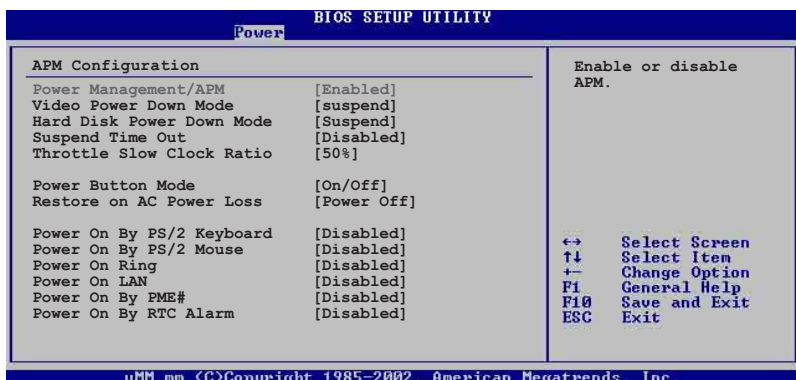 BIOS SETUP UTILITY
Power
APM Configuration
Power Management/APM [Enabled]
Video Power Down Mode [suspend]
Hard Disk Power Down Mode [Suspend]
Suspend Time Out [Disabled]
Throttle Slow Clock Ratio [50%]
Power Button Mode [On/Off]
Restore on AC Power Loss [Power Off]
Power On By PS/2 Keyboard [Disabled]
Power On By PS/2 Mouse [Disabled]
Power On Ring [Disabled]
Power On LAN [Disabled]
Power On By PME# [Disabled]
Power On By RTC Alarm [Disabled]
Enable or disable
APM.
↔ Select Screen
↑↓ Select Item
+- Change Option
F1 General Help
F10 Save and Exit
ESC Exit
(C)Copyright 1985-2002, American Megatrends, Inc